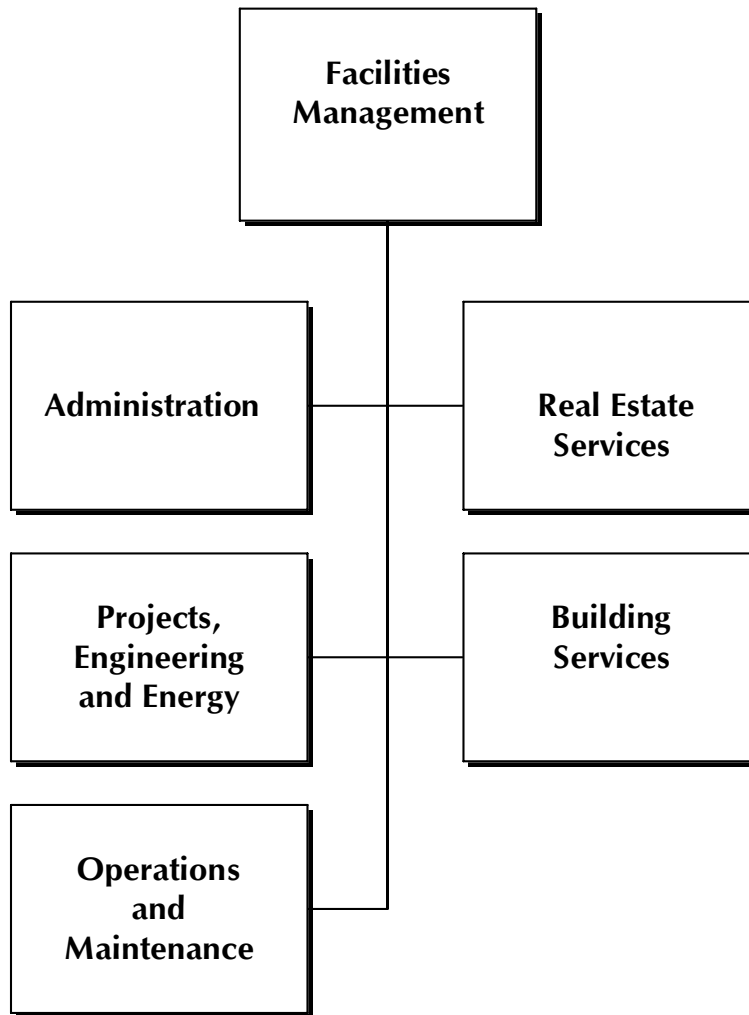 Facilities
Management
Administration
Real Estate
Services
Projects,
Engineering
and Energy
Building
Services
Operations
and
Maintenance